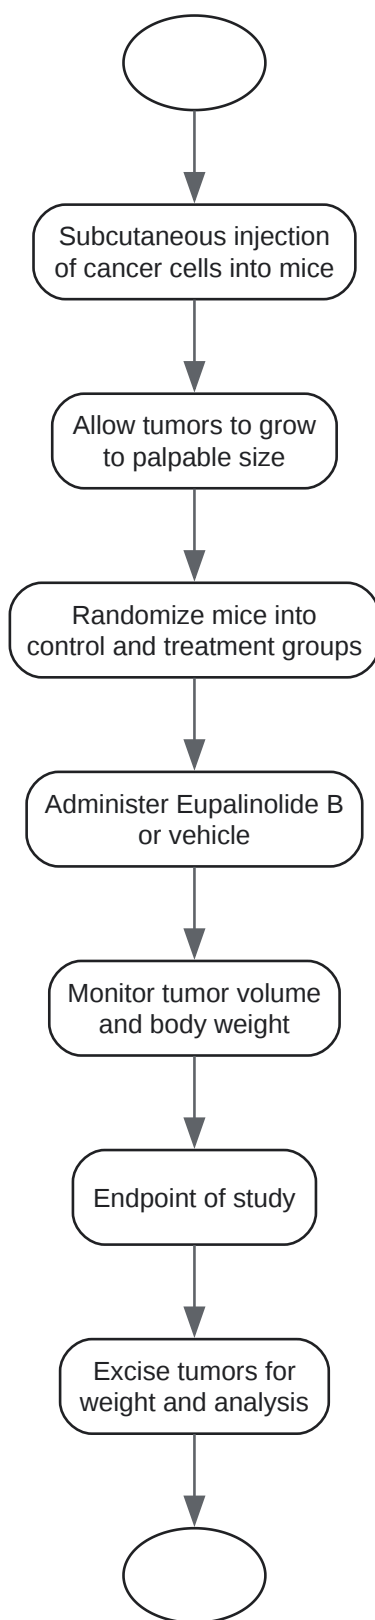 Subcutaneous injection
of cancer cells into mice
Allow tumors to grow
to palpable size
Randomize mice into
control and treatment groups
Administer Eupalinolide B
or vehicle
Monitor tumor volume
and body weight
Endpoint of study
Excise tumors for
weight and analysis